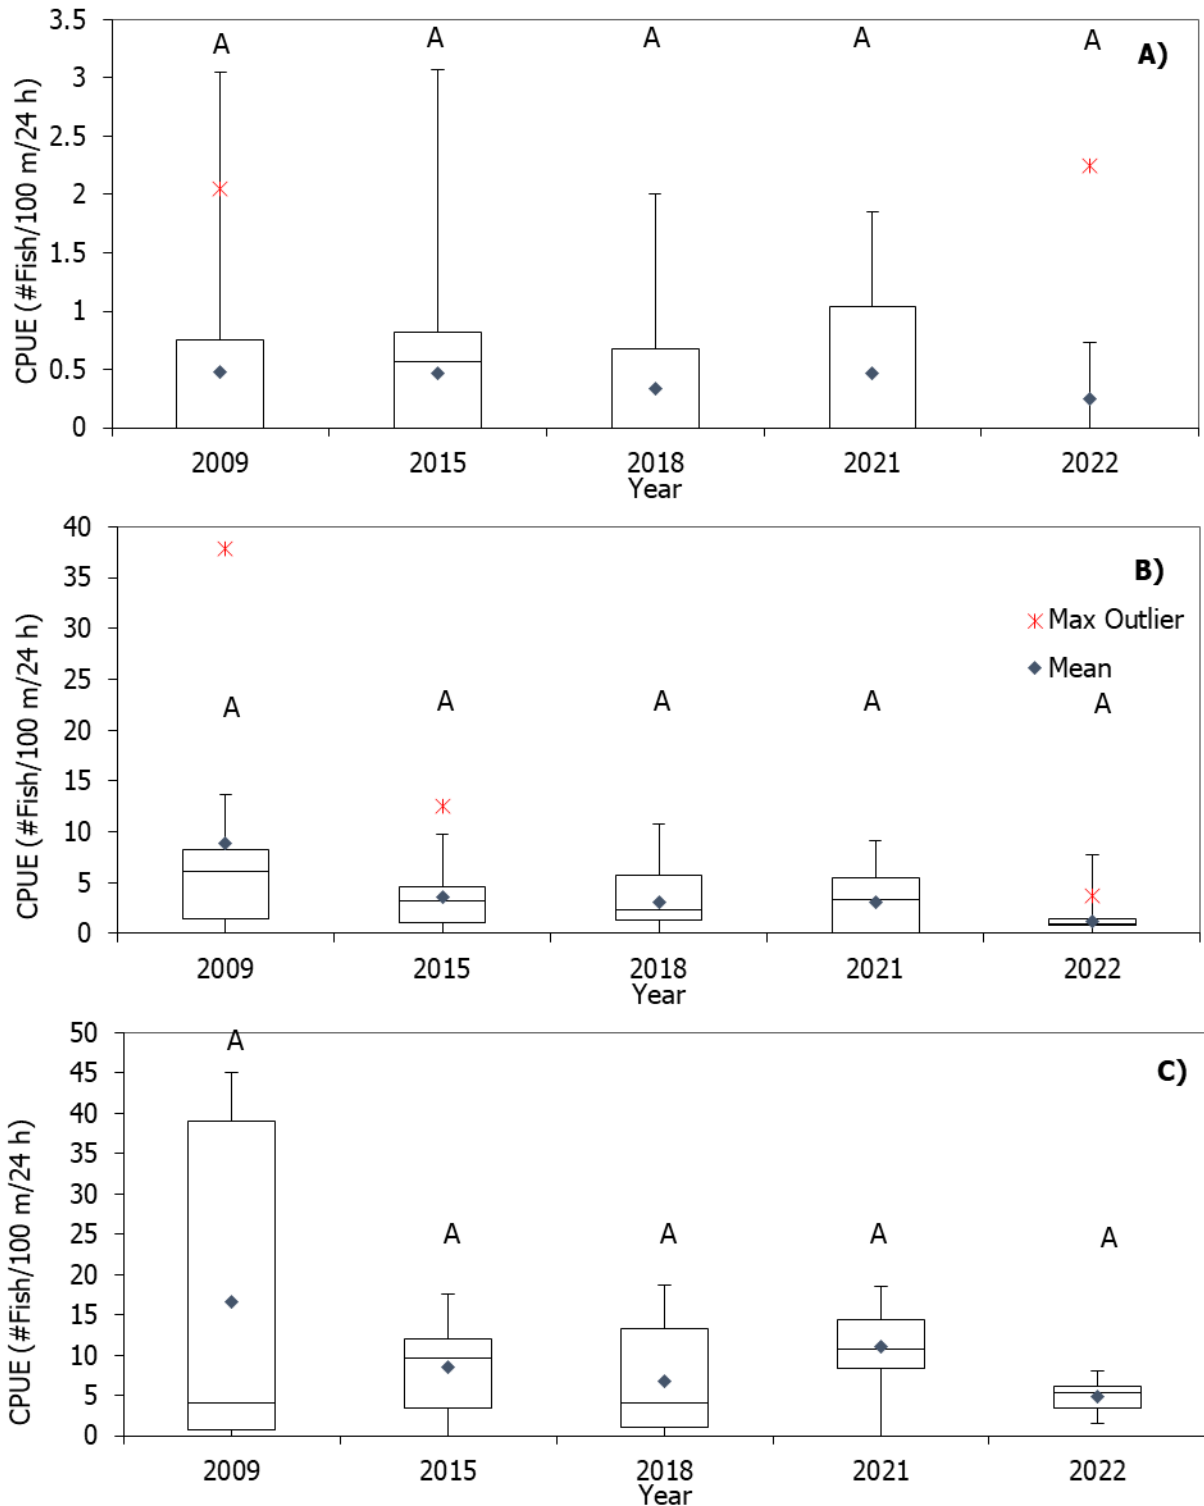 A A A A A
A)
3.5
3
2.5
2
1.5
1
0.5
0
CPUE (#Fish/100 m/24 h)
2009 2015 2018 2021 2022
Year
B)
Max Outlier
Mean
A A A A A
40
35
30
25
20
15
10
5
0
CPUE (#Fish/100 m/24 h)
2009 2015 2018 2021 2022
Year
C)
A A A A A
50
45
40
35
30
25
20
15
10
5
0
CPUE (#Fish/100 m/24 h)
2009 2015 2018 2021 2022
Year